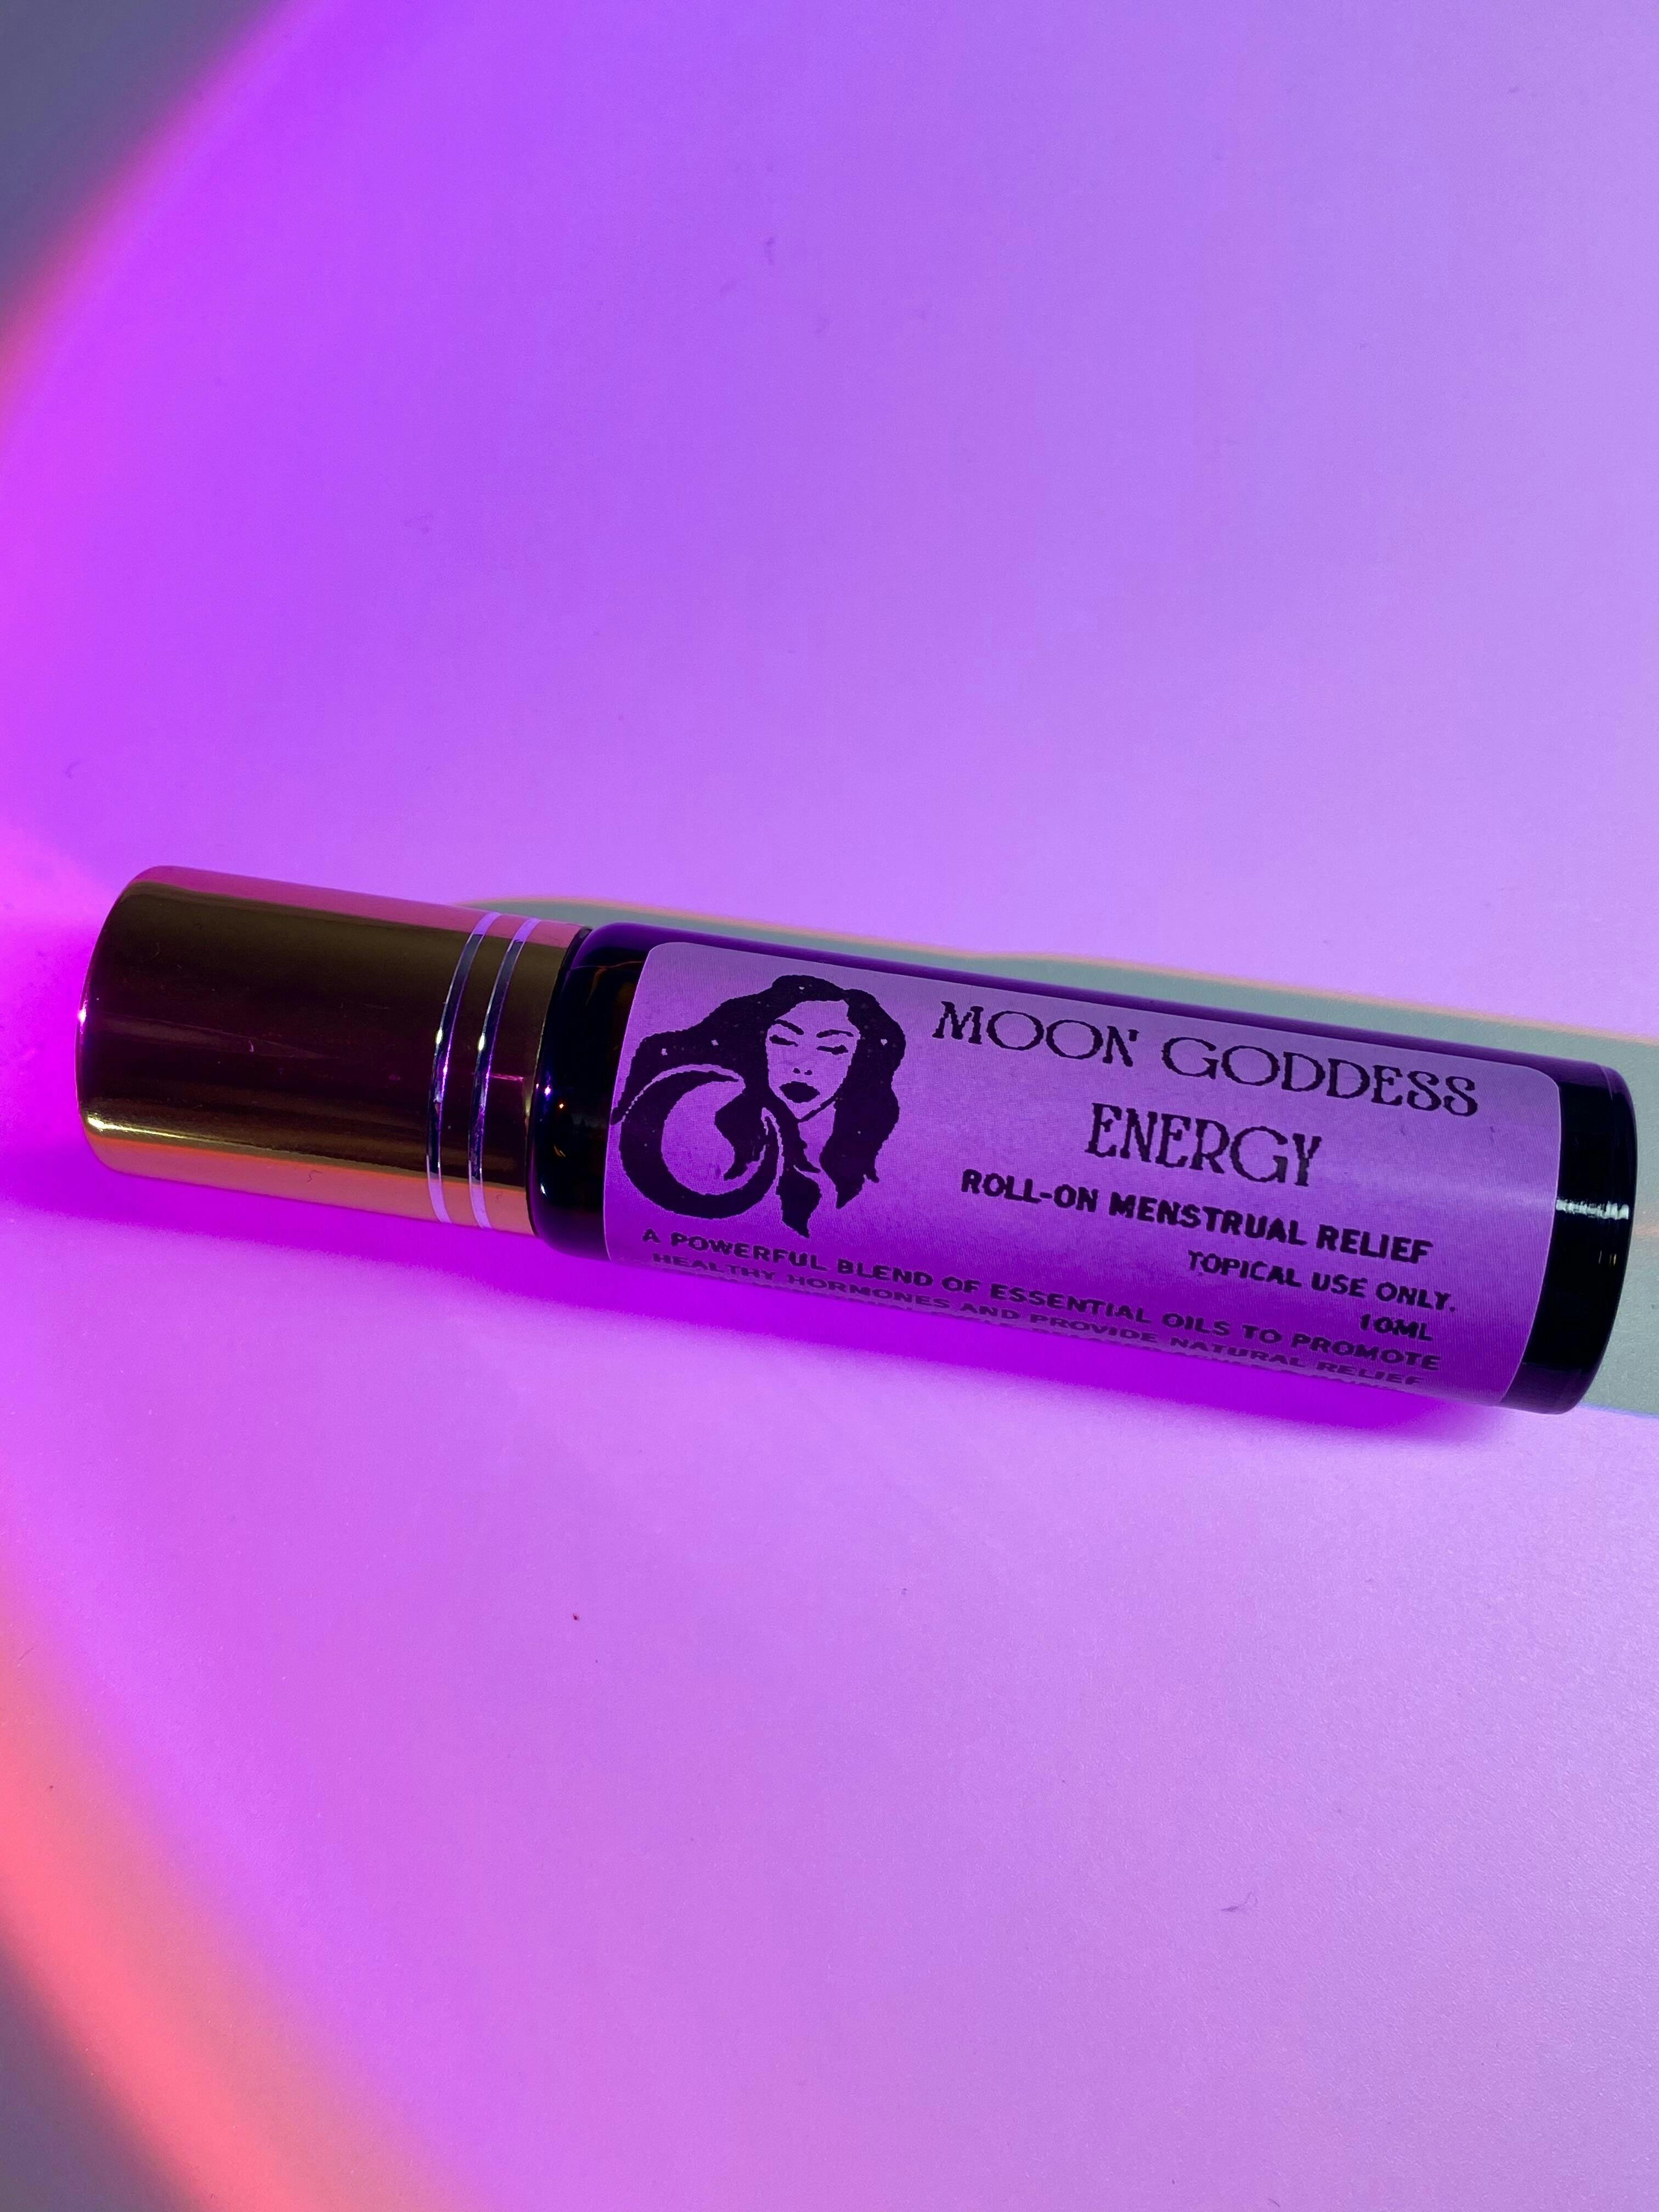 MOON GODDESS
ENERGY
ROLL-ON MENSTRUAL RELIEF
TOPICAL USE ONLY.
10ML
A POWERFUL BLEND OF ESSENTIAL OILS TO PROMOTE
HEALTHY HORMONES AND PROVIDE NATURAL RELIEF